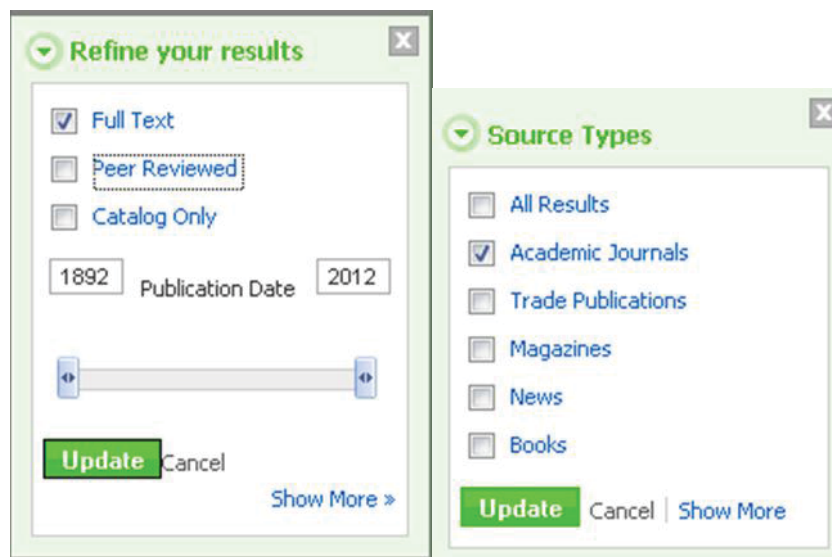 Refine your results
Full Text
Peer Reviewed
Catalog Only
1892 Publication Date 2012
Update Cancel
Show More »
Source Types
All Results
Academic Journals
Trade Publications
Magazines
News
Books
Update Cancel | Show More